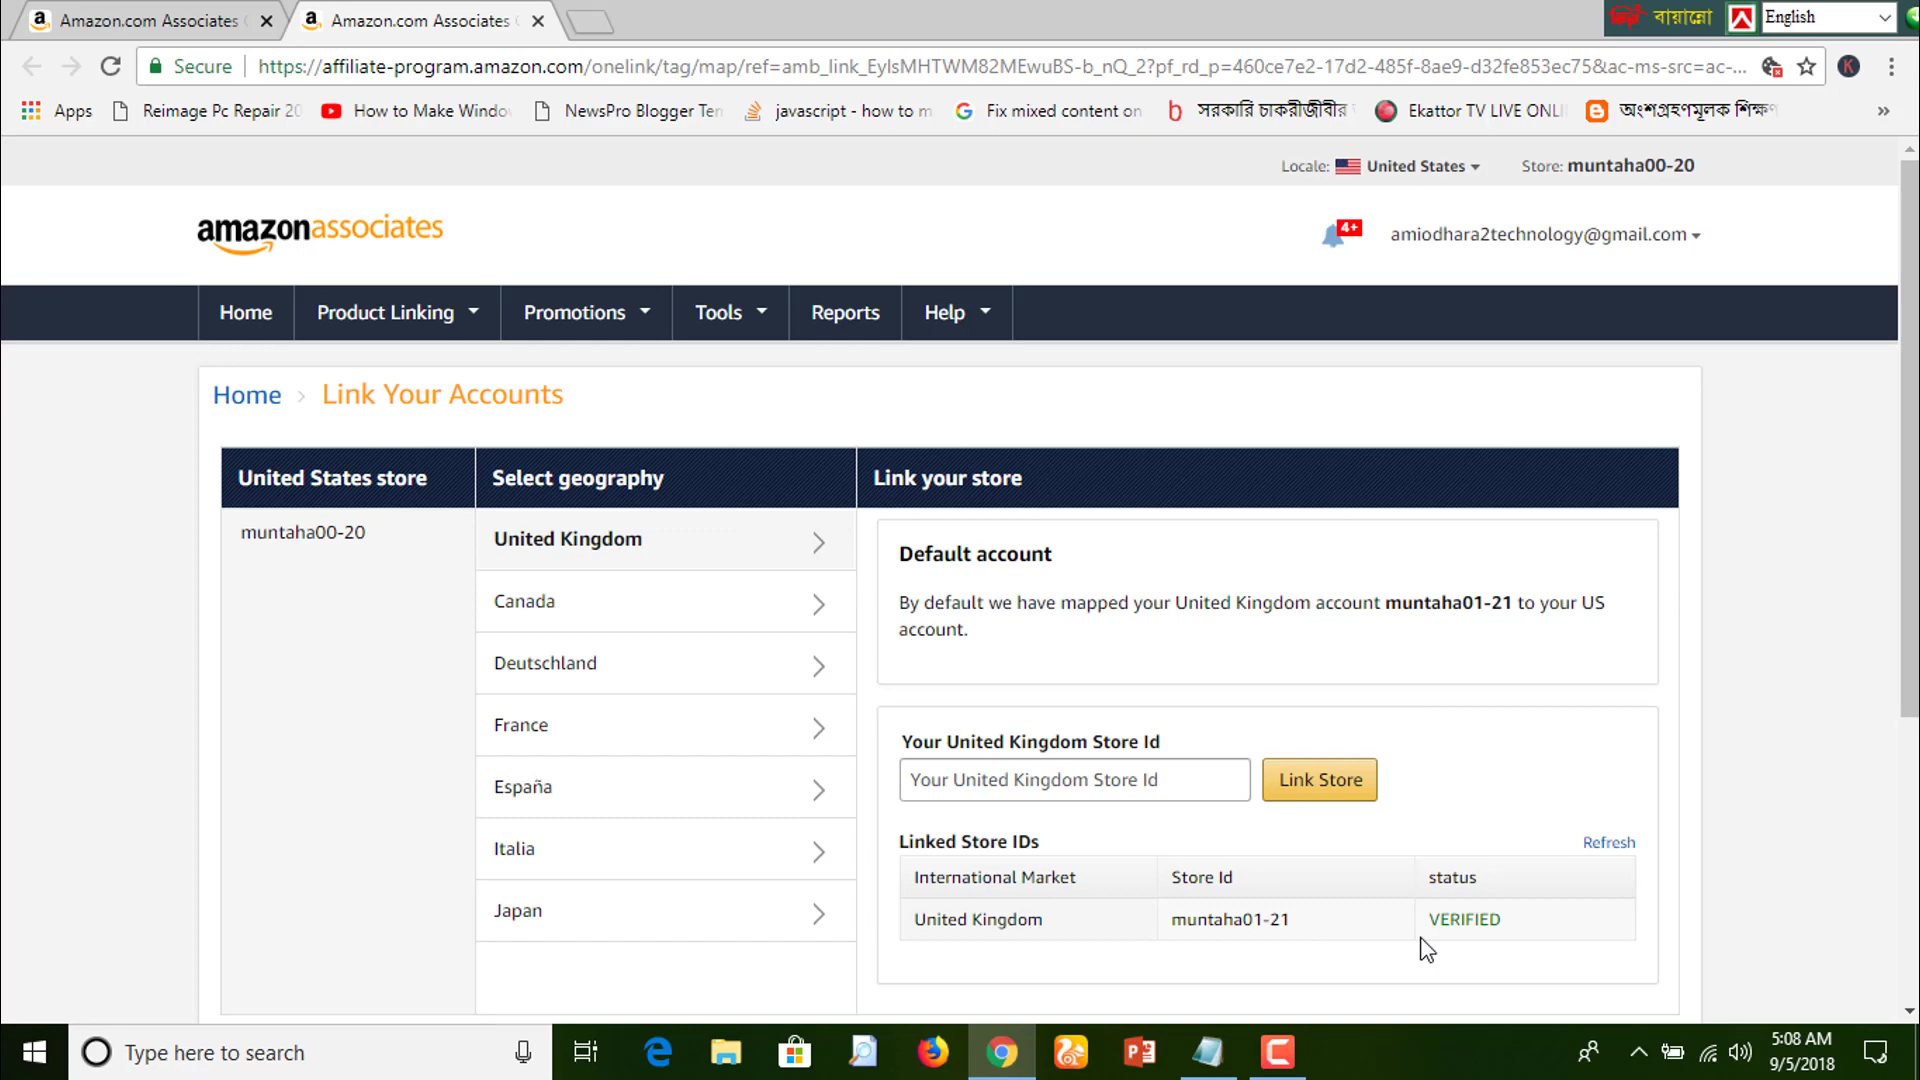 Amazon.com Associates
Amazon.com Associates
বায়ান্নো
English
Secure
https://affiliate-program.amazon.com/onelink/tag/map/ref=amb_link_EylsMHTWM82MEwuBS-b_nQ_2?pf_rd_p=460ce7e2-17d2-485f-8ae9-d32fe853ec75&ac-ms-src=ac-...
Apps
Reimage Pc Repair 20
How to Make Windo
NewsPro Blogger Ten
javascript - how to m
Fix mixed content on
সরকারি চাকরীজীবীর
Ekattor TV LIVE ONLI
অংশগ্রহণমূলক শিক্ষণ
Locale: United States
Store: muntaha00-20
amazonassociates
4+
amiodhara2technology@gmail.com
Home
Product Linking
Promotions
Tools
Reports
Help
Home > Link Your Accounts
United States store
Select geography
Link your store
muntaha00-20
United Kingdom
Canada
Deutschland
France
España
Italia
Japan
Default account
By default we have mapped your United Kingdom account muntaha01-21 to your US
account.
Your United Kingdom Store Id
Your United Kingdom Store Id
Link Store
Linked Store IDs
Refresh
International Market
Store Id
status
United Kingdom
muntaha01-21
VERIFIED
Type here to search
5:08 AM
9/5/2018